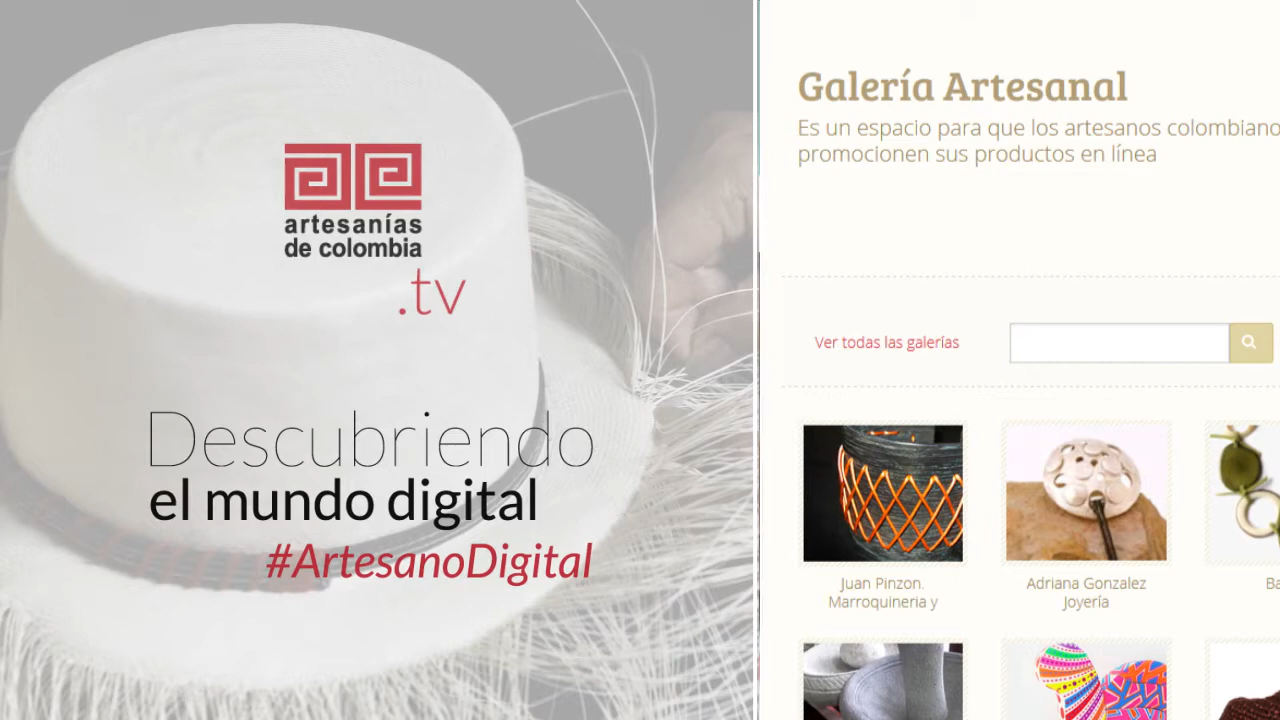 artesanías
de colombia
.tv
Descubriendo
el mundo digital
#ArtesanoDigital
Galería Artesanal
Es un espacio para que los artesanos colombiano
promocionen sus productos en línea
Ver todas las galerías
Juan Pinzon.
Marroquineria y
Adriana Gonzalez
Joyería
Ba